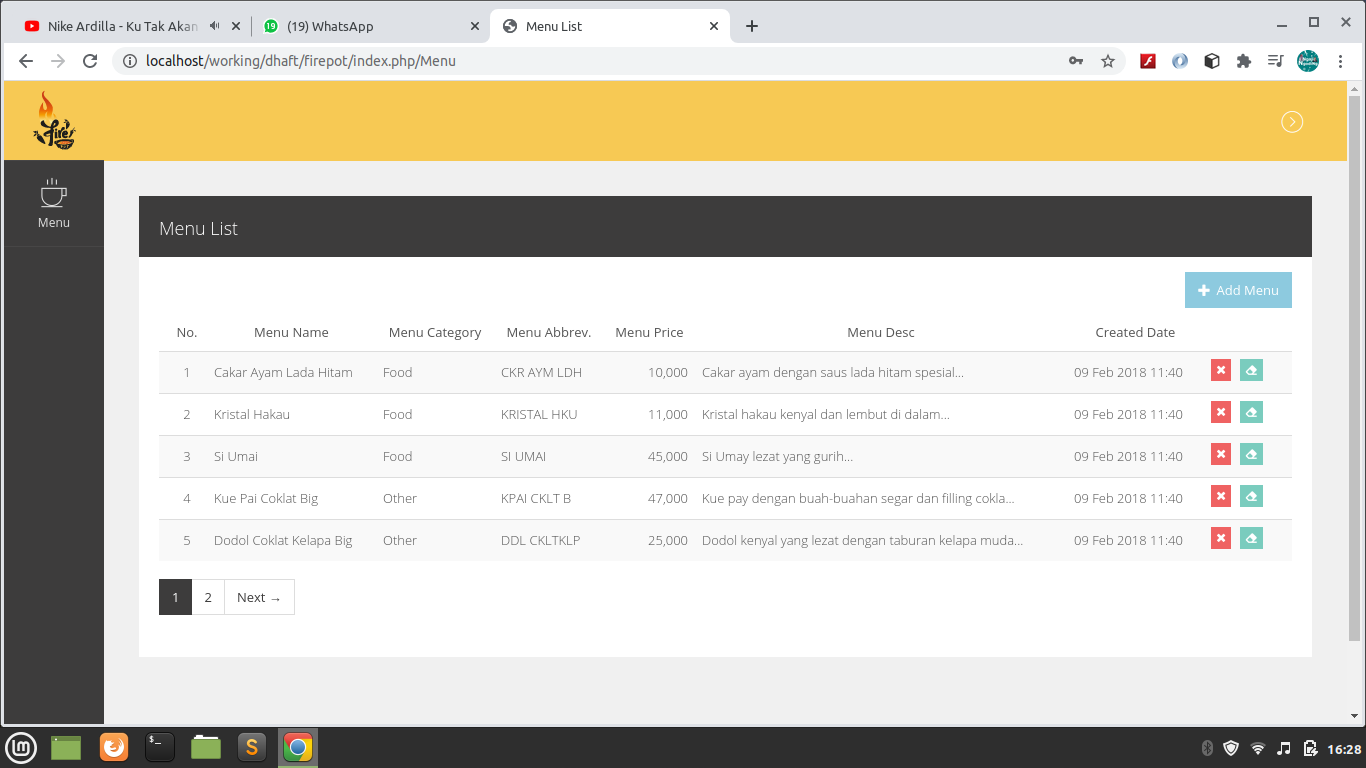 Nike Ardilla - Ku Tak Akan
(19) WhatsApp
Menu List
localhost/working/dhaft/firepot/index.php/Menu
Fire
Menu
Menu List
Add Menu
No. Menu Name Menu Category Menu Abbrev. Menu Price Menu Desc Created Date
1 Cakar Ayam Lada Hitam Food CKR AYM LDH 10,000 Cakar ayam dengan saus lada hitam spesial... 09 Feb 2018 11:40
2 Kristal Hakau Food KRISTAL HKU 11,000 Kristal hakau kenyal dan lembut di dalam... 09 Feb 2018 11:40
3 Si Umai Food SI UMAI 45,000 Si Umay lezat yang gurih... 09 Feb 2018 11:40
4 Kue Pai Coklat Big Other KPAI CKLT B 47,000 Kue pay dengan buah-buahan segar dan filling cokla... 09 Feb 2018 11:40
5 Dodol Coklat Kelapa Big Other DDL CKLTKLP 25,000 Dodol kenyal yang lezat dengan taburan kelapa muda... 09 Feb 2018 11:40
1 2 Next →
16:28